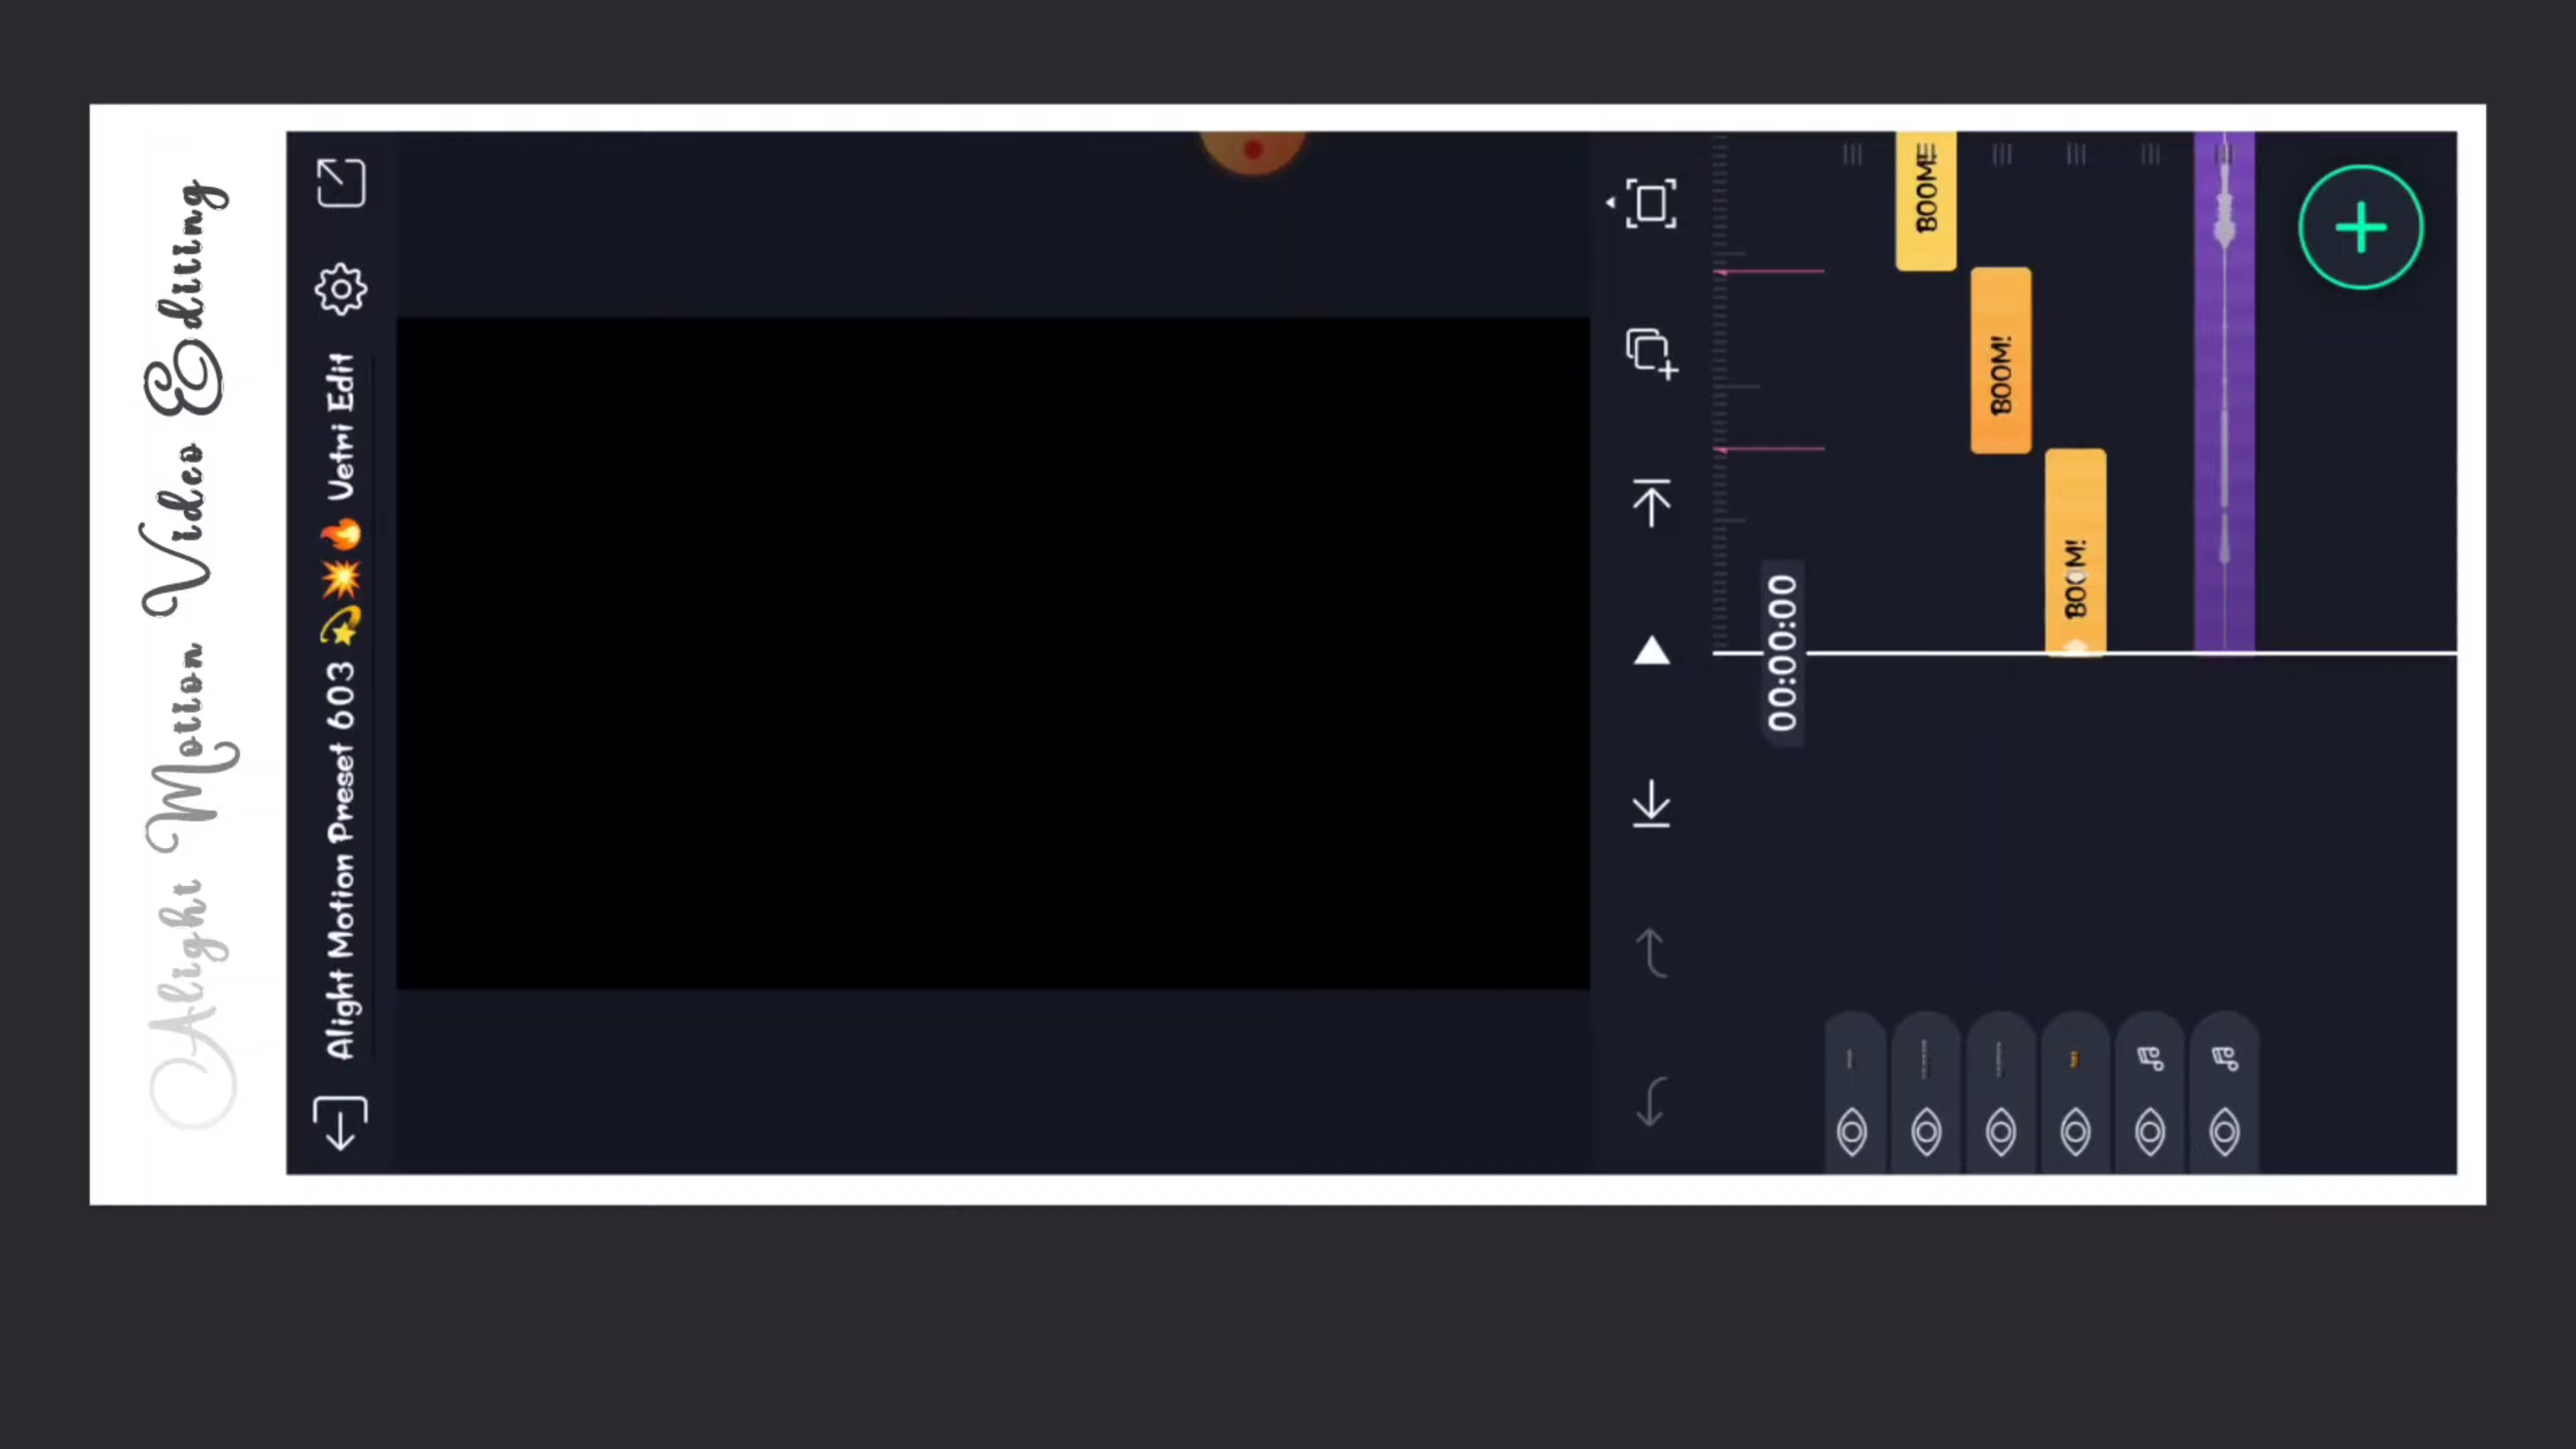 Alight Motion Video Editing
Alight Motion Preset 603 💫💥🔥 Vetri Edit
00:00:00
BOOM!
BOOM!
BOOM!